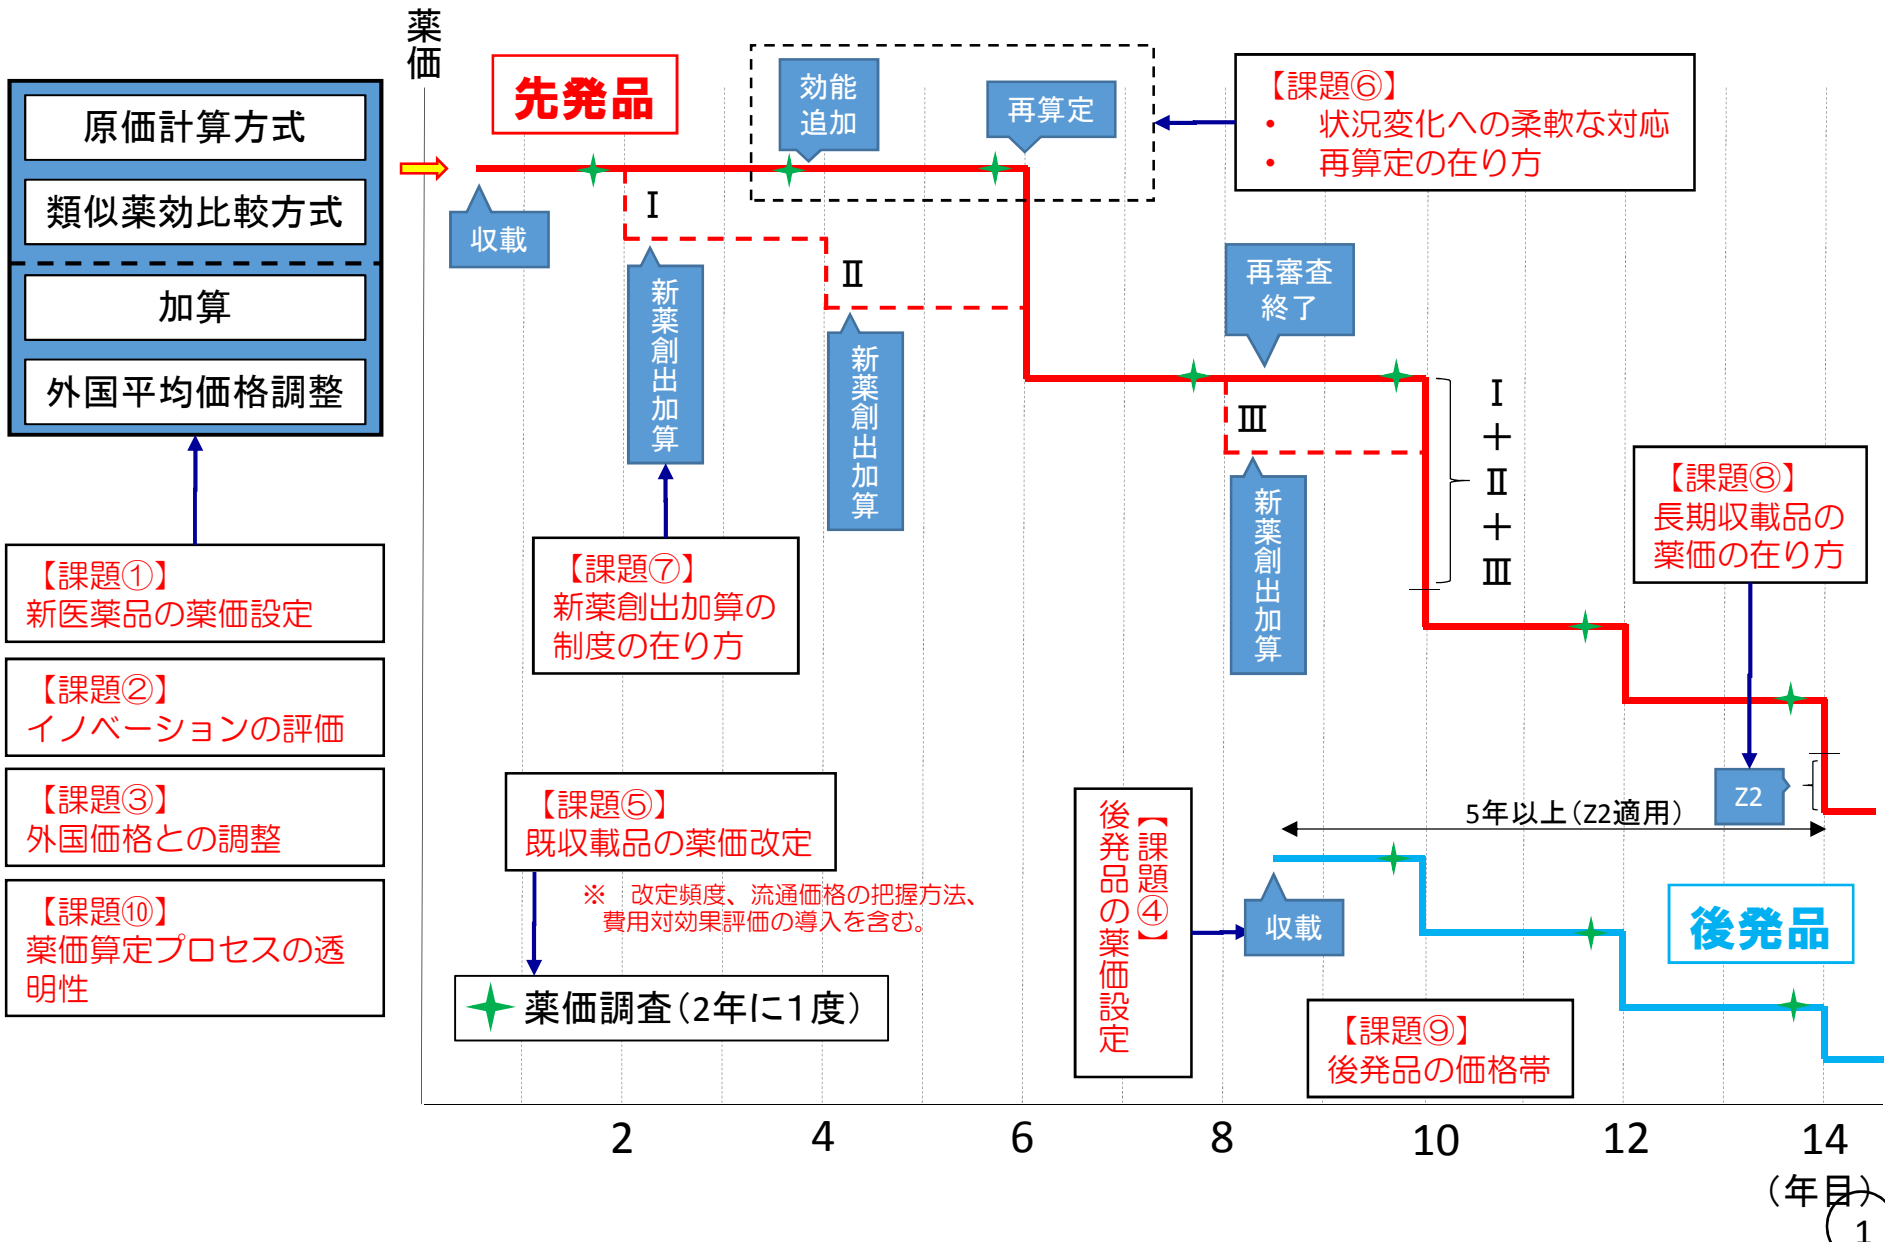 薬価
原価計算方式
類似薬効比較方式
加算
外国平均価格調整
【課題①】
新医薬品の薬価設定
【課題②】
イノベーションの評価
【課題③】
外国価格との調整
【課題⑩】
薬価算定プロセスの透
明性
先発品
収載
効能
追加
再算定
【課題⑥】
・ 状況変化への柔軟な対応
・ 再算定の在り方
Ⅰ
新薬創出加算
Ⅱ
新薬創出加算
【課題⑦】
新薬創出加算の
制度の在り方
再審査
終了
Ⅲ
新薬創出加算
Ⅰ
+
Ⅱ
+
Ⅲ
【課題⑧】
長期収載品の
薬価の在り方
Z2
5年以上(Z2適用)
【課題⑤】
既収載品の薬価改定
※ 改定頻度、流通価格の把握方法、
費用対効果評価の導入を含む。
薬価調査(2年に1度)
【課題④】
後発品の薬価設定
収載
後発品
【課題⑨】
後発品の価格帯
2 4 6 8 10 12 14
(年目)
1